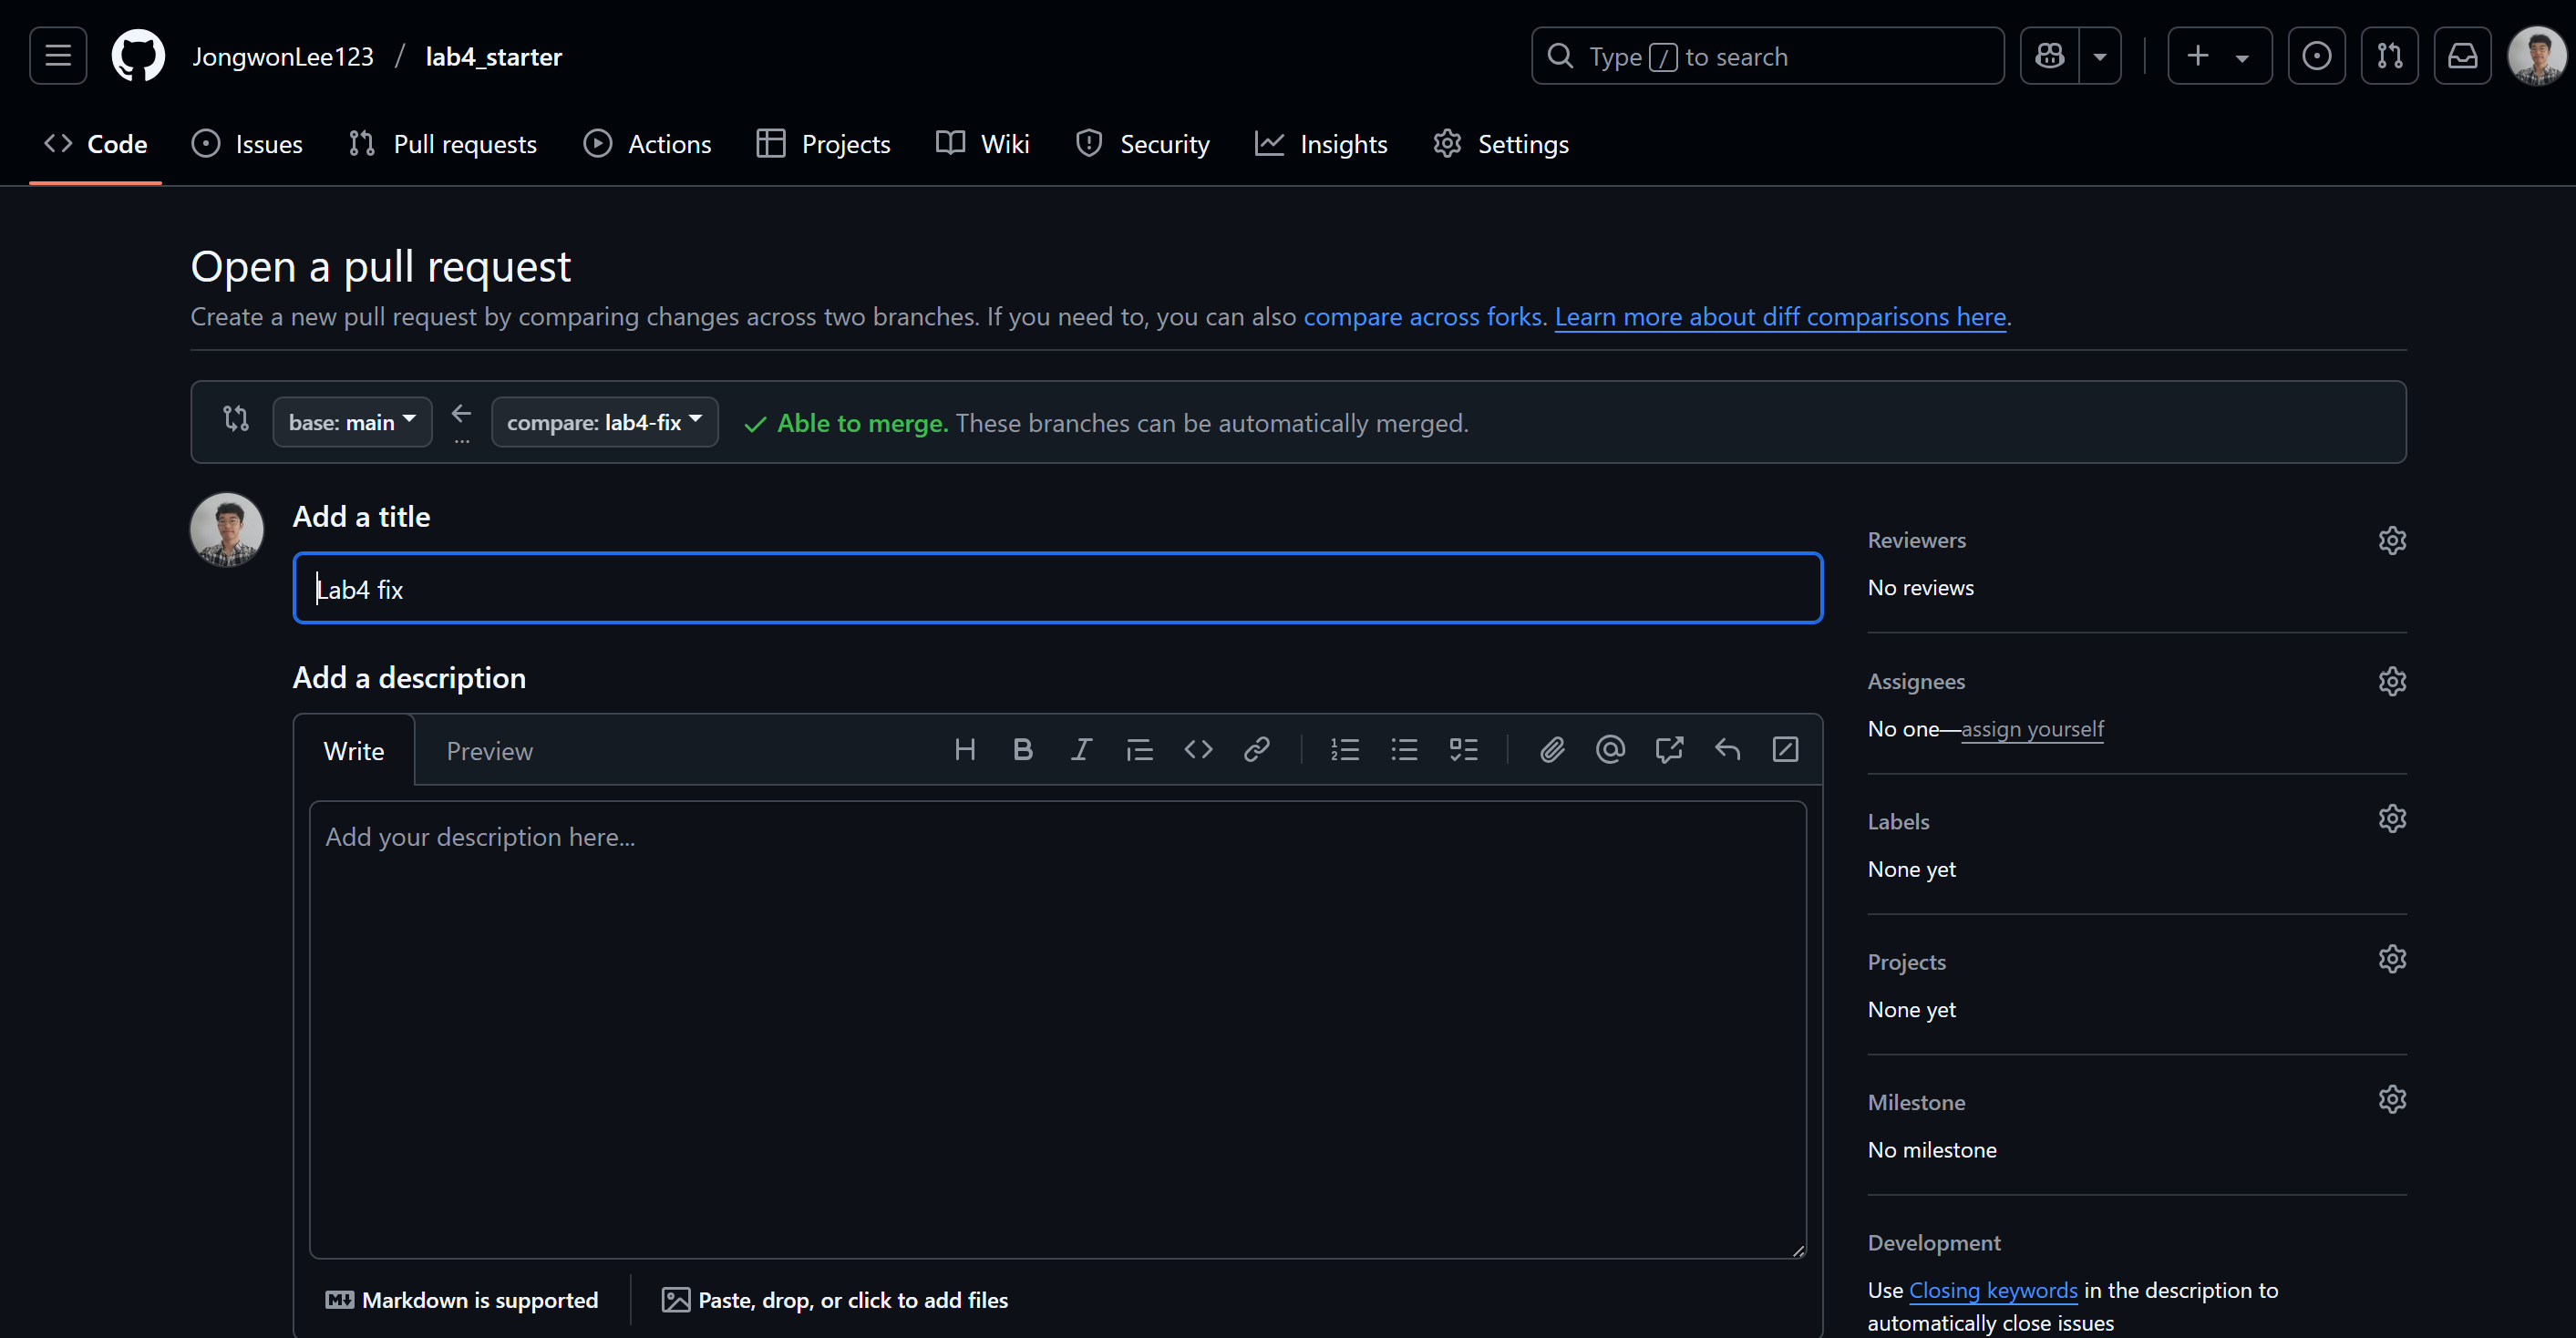 JongwonLee123 / lab4_starter
Type / to search
Code Issues Pull requests Actions Projects Wiki Security Insights Settings
Open a pull request
Create a new pull request by comparing changes across two branches. If you need to, you can also compare across forks. Learn more about diff comparisons here.
base: main ... compare: lab4-fix Able to merge. These branches can be automatically merged.
Add a title
Lab4 fix
Add a description
Write Preview
Add your description here...
Markdown is supported Paste, drop, or click to add files
Reviewers
No reviews
Assignees
No one—assign yourself
Labels
None yet
Projects
None yet
Milestone
No milestone
Development
Use Closing keywords in the description to
automatically close issues